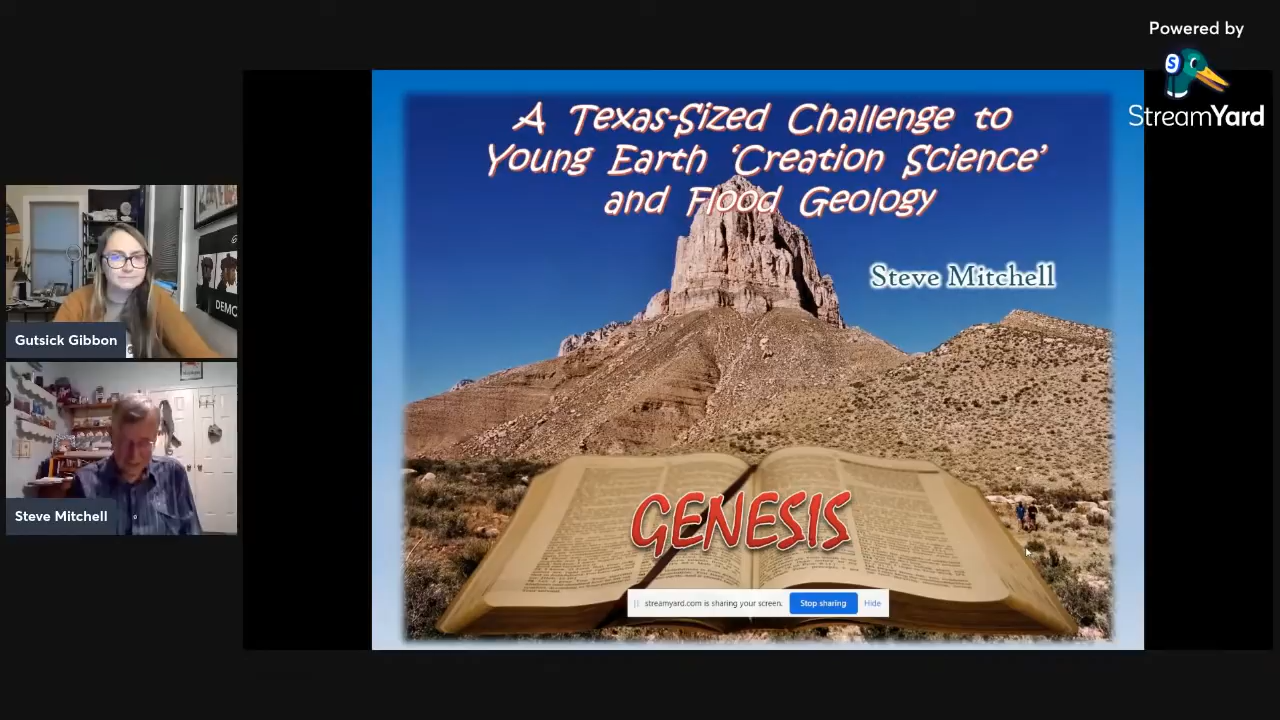 Powered by
S
StreamYard
A Texas-Sized Challenge to
Young Earth ‘Creation Science’
and Flood Geology
Steve Mitchell
DEMO
Gutsick Gibbon
Steve Mitchell
GENESIS
streamyard.com is sharing your screen.
Stop sharing
Hide